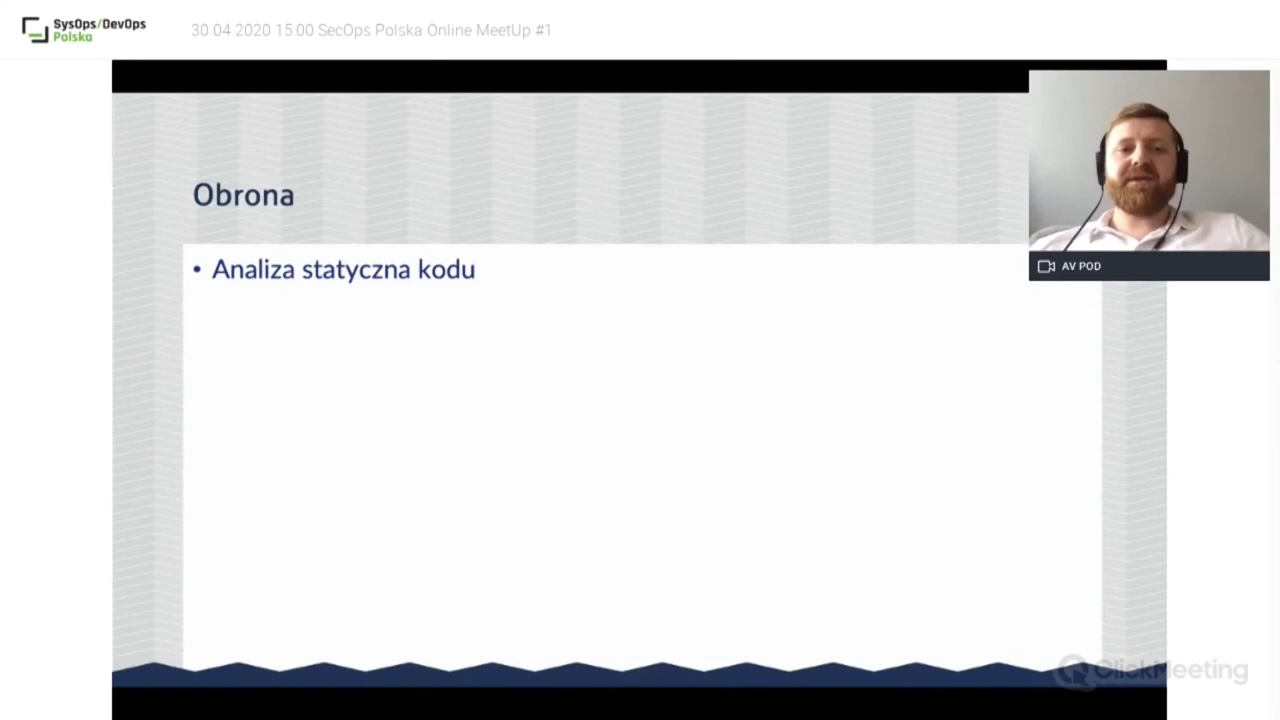 SysOps/DevOps
Polska
30.04.2020 15:00 SecOps Polska Online MeetUp #1
Obrona
• Analiza statyczna kodu
AV POD
ClickMeeting